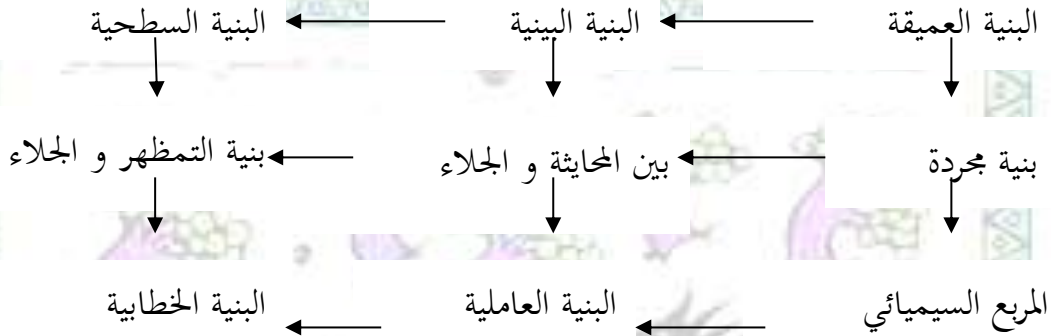 البنية العميقة البنية البينية البنية السطحية
بنية مجردة بين المحايثة و الجلاء بنية التمظهر و الجلاء
المربع السيميائي البنية العاملية البنية الخطابية